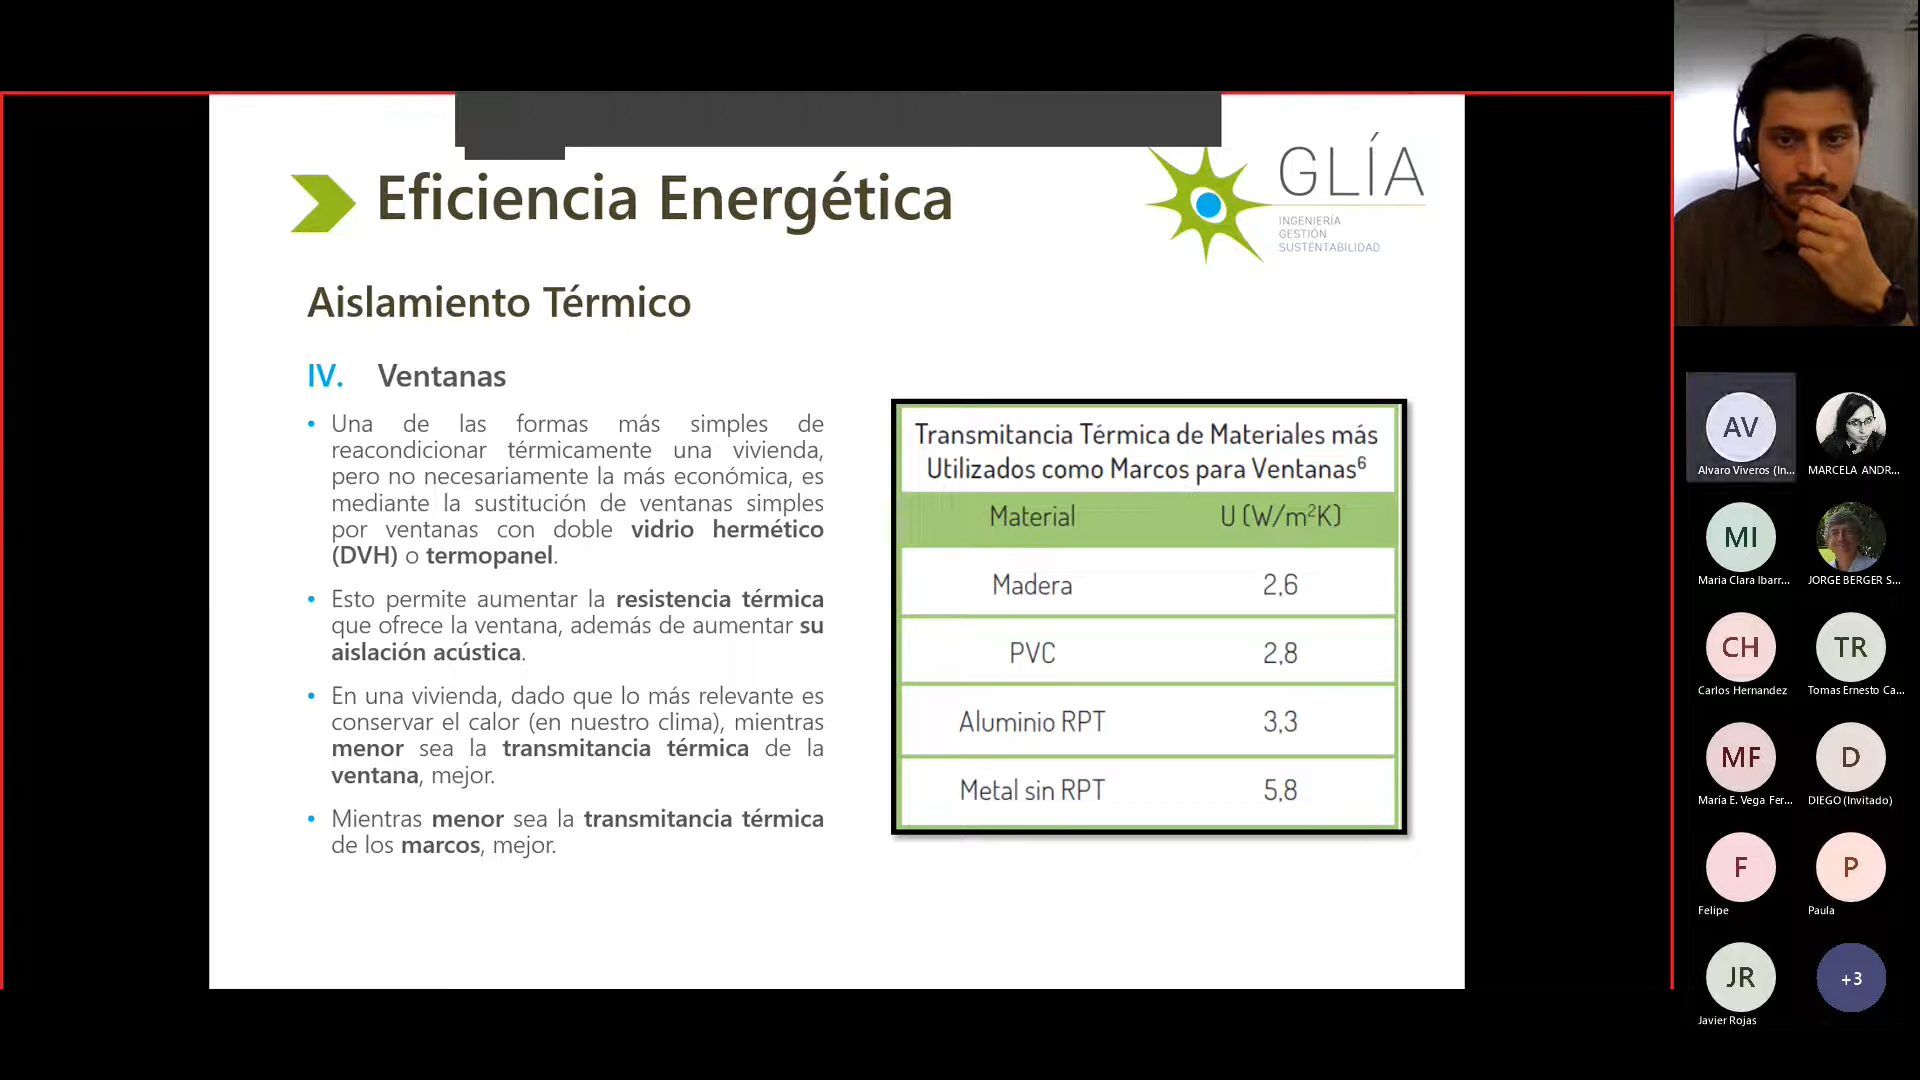 Eficiencia Energética
GLÍA
INGENIERÍA
GESTIÓN
SUSTENTABILIDAD
Aislamiento Térmico
IV. Ventanas
• Una de las formas más simples de
reacondicionar térmicamente una vivienda,
pero no necesariamente la más económica, es
mediante la sustitución de ventanas simples
por ventanas con doble vidrio hermético
(DVH) o termopanel.
• Esto permite aumentar la resistencia térmica
que ofrece la ventana, además de aumentar su
aislación acústica.
• En una vivienda, dado que lo más relevante es
conservar el calor (en nuestro clima), mientras
menor sea la transmitancia térmica de la
ventana, mejor.
• Mientras menor sea la transmitancia térmica
de los marcos, mejor.
Transmitancia Térmica de Materiales más
Utilizados como Marcos para Ventanas⁶
Material U (W/m²K)
Madera 2,6
PVC 2,8
Aluminio RPT 3,3
Metal sin RPT 5,8
AV
Alvaro Viveros (In... MARCELA ANDR...
MI
Maria Clara Ibarr... JORGE BERGER S...
CH TR
Carlos Hernandez Tomas Ernesto Ca...
MF D
María E. Vega Fer... DIEGO (Invitado)
F P
Felipe Paula
JR +3
Javier Rojas